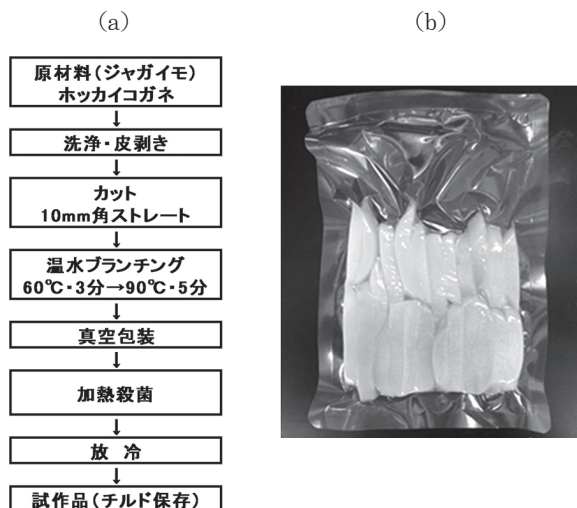 (a)
(b)
原材料(ジャガイモ)
ホッカイコガネ
洗浄・皮剥き
カット
10mm角ストレート
温水ブランチング
60℃・3分→90℃・5分
真空包装
加熱殺菌
放 冷
試作品(チルド保存)